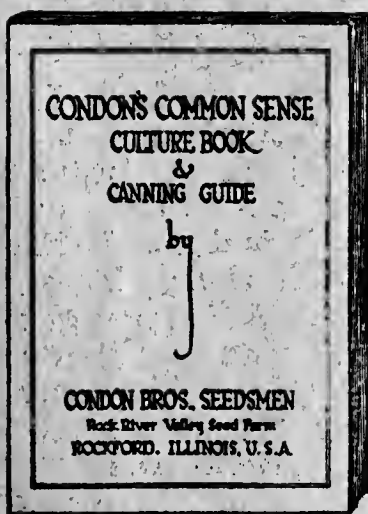 CONDON'S COMMON SENSE
CULTURE BOOK
&
CANNING GUIDE
by
CONDON BROS., SEEDSMEN
Rock River Valley Seed Farm
ROCKFORD, ILLINOIS, U.S.A.